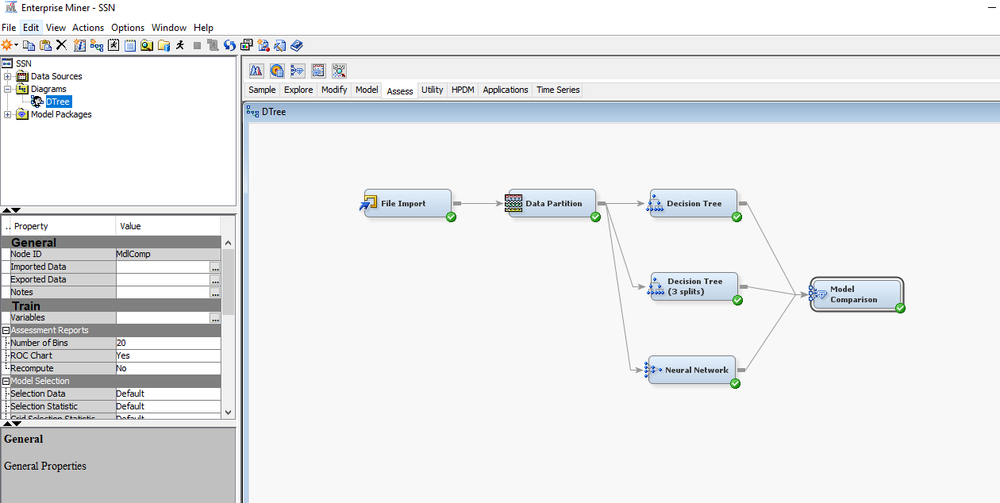 Enterprise Miner - SSN
File Edit View Actions Options Window Help
SSN
Data Sources
Diagrams
DTree
Model Packages
Sample Explore Modify Model Assess Utility HPDM Applications Time Series
DTree
File Import
Data Partition
Decision Tree
Decision Tree
(3 splits)
Model
Comparison
Neural Network
.. Property Value
General
Node ID MdlComp
Imported Data ...
Exported Data ...
Notes ...
Train
Variables ...
Assessment Reports
Number of Bins 20
ROC Chart Yes
Recompute No
Model Selection
Selection Data Default
Selection Statistic Default
Grid Selection Statistic Default
General
General Properties